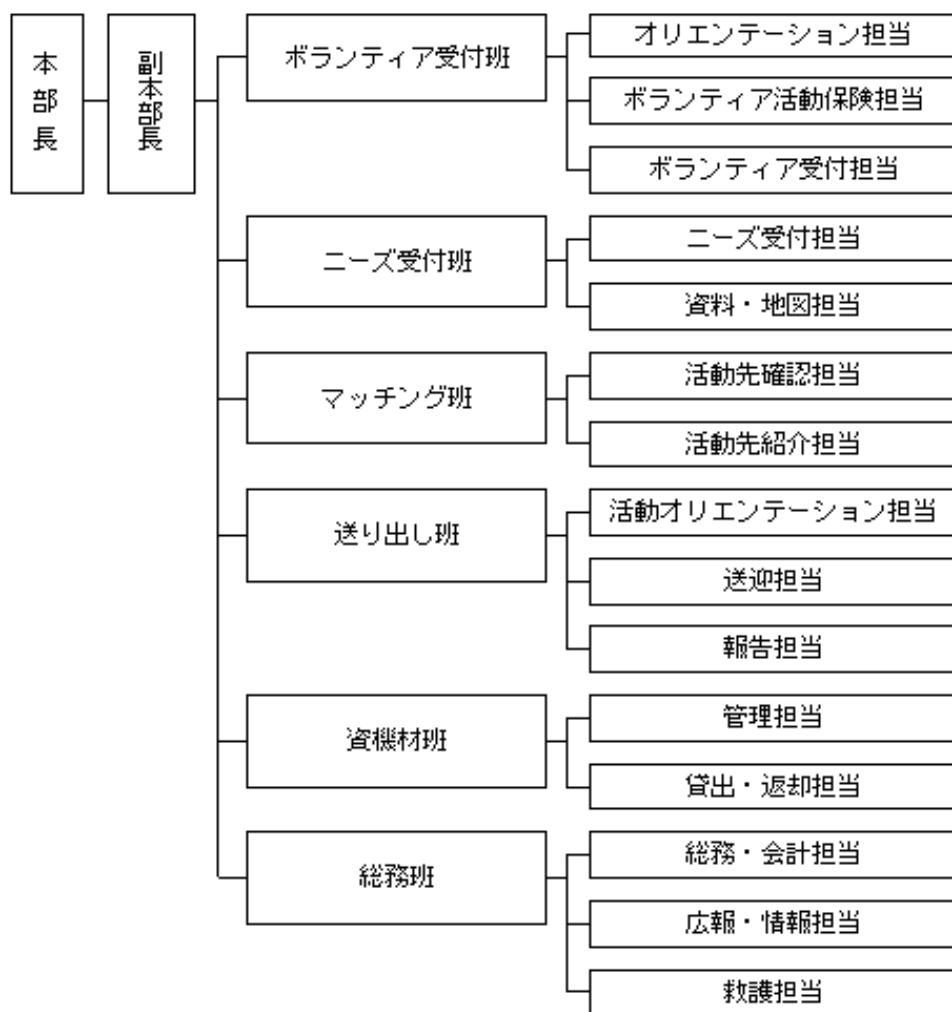 本部長
副本部長
ボランティア受付班
オリエンテーション担当
ボランティア活動保険担当
ボランティア受付担当
ニーズ受付班
ニーズ受付担当
資料・地図担当
マッチング班
活動先確認担当
活動先紹介担当
送り出し班
活動オリエンテーション担当
送迎担当
報告担当
資機材班
管理担当
貸出・返却担当
総務班
総務・会計担当
広報・情報担当
救護担当